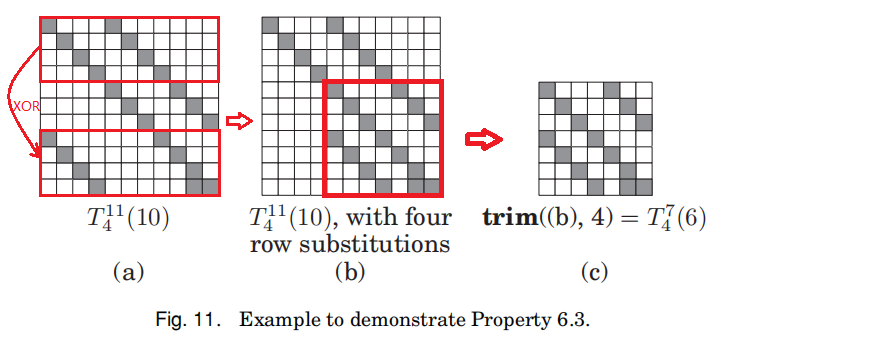 XOR
T_4^{11}(10)
T_4^{11}(10), with four
row substitutions
trim((b), 4) = T_4^7(6)
(a)
(b)
(c)
Fig. 11. Example to demonstrate Property 6.3.